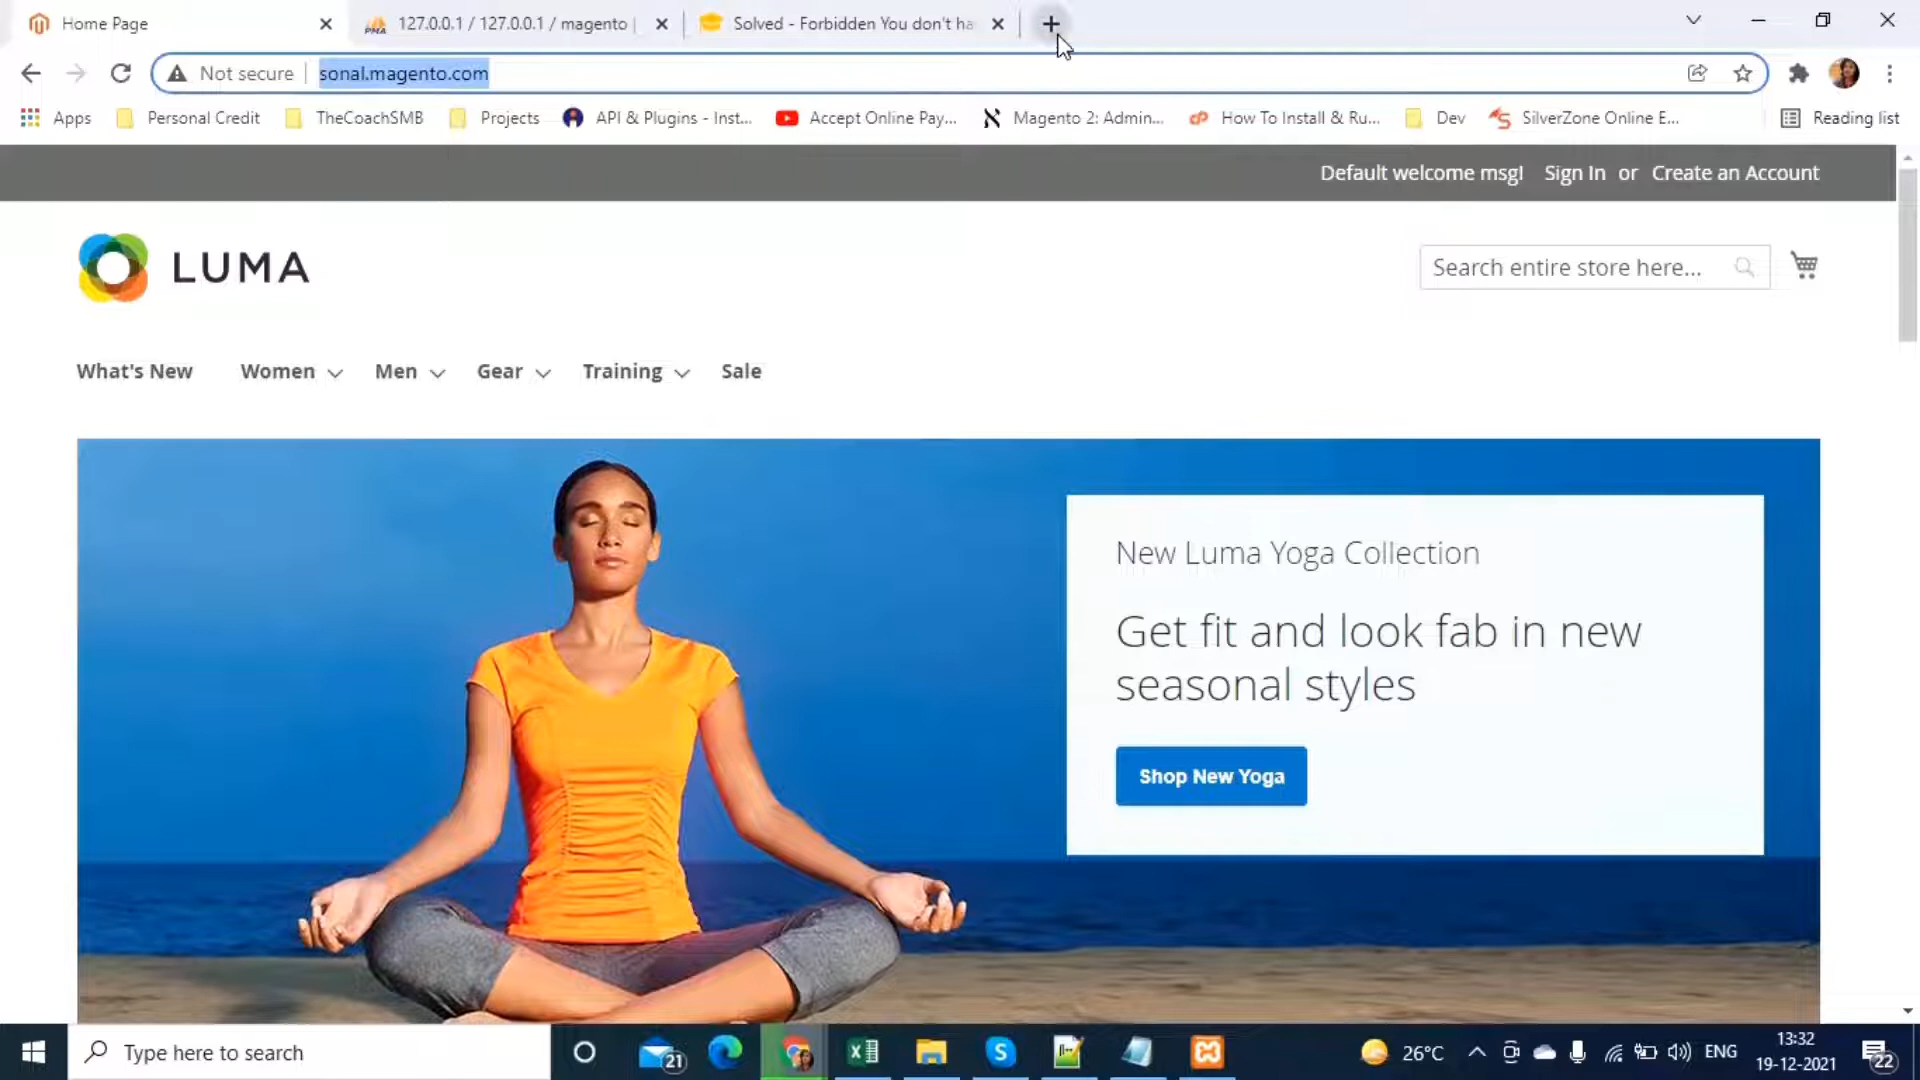 Home Page
127.0.0.1 / 127.0.0.1 / magento |
Solved - Forbidden You don't ha
Not secure
sonal.magento.com
Apps
Personal Credit
TheCoachSMB
Projects
API & Plugins - Inst...
Accept Online Pay...
Magento 2: Admin...
How To Install & Ru...
Dev
SilverZone Online E...
Reading list
Default welcome msg!
Sign In or Create an Account
LUMA
Search entire store here...
What's New
Women
Men
Gear
Training
Sale
New Luma Yoga Collection
Get fit and look fab in new
seasonal styles
Shop New Yoga
Type here to search
21
26°C
ENG
13:32
19-12-2021
22